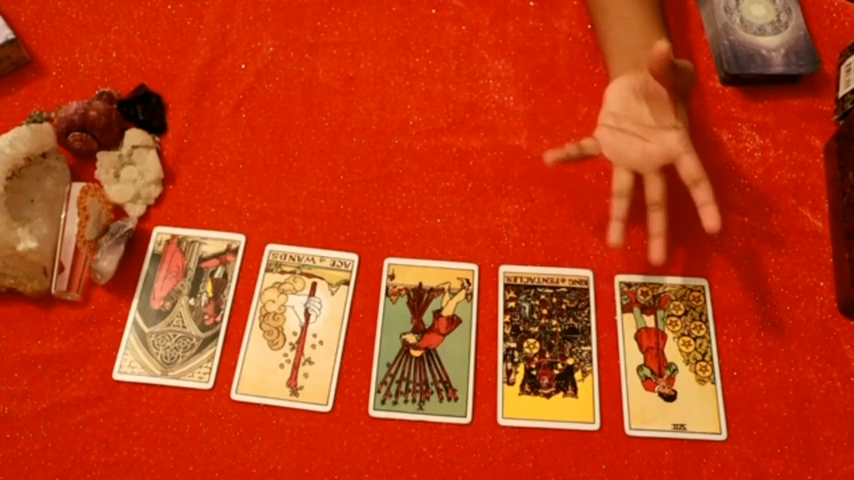 ACE of WANDS
X
KING of PENTACLES
VII